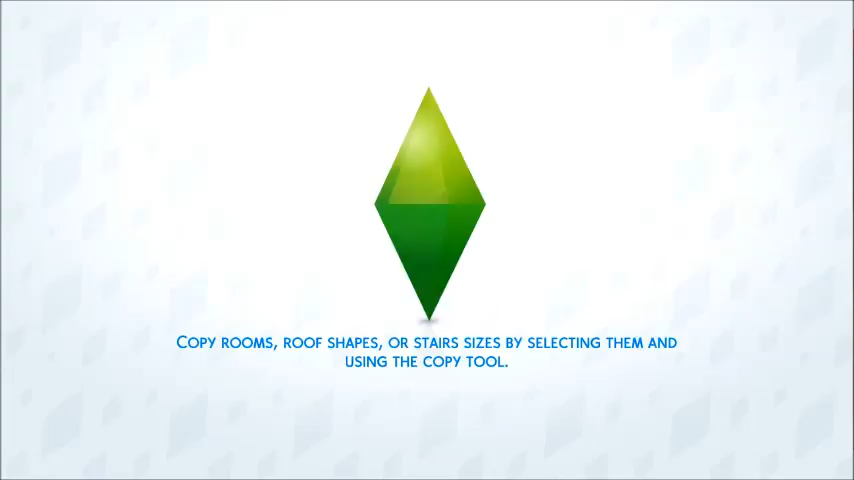 Copy rooms, roof shapes, or stairs sizes by selecting them and
using the copy tool.